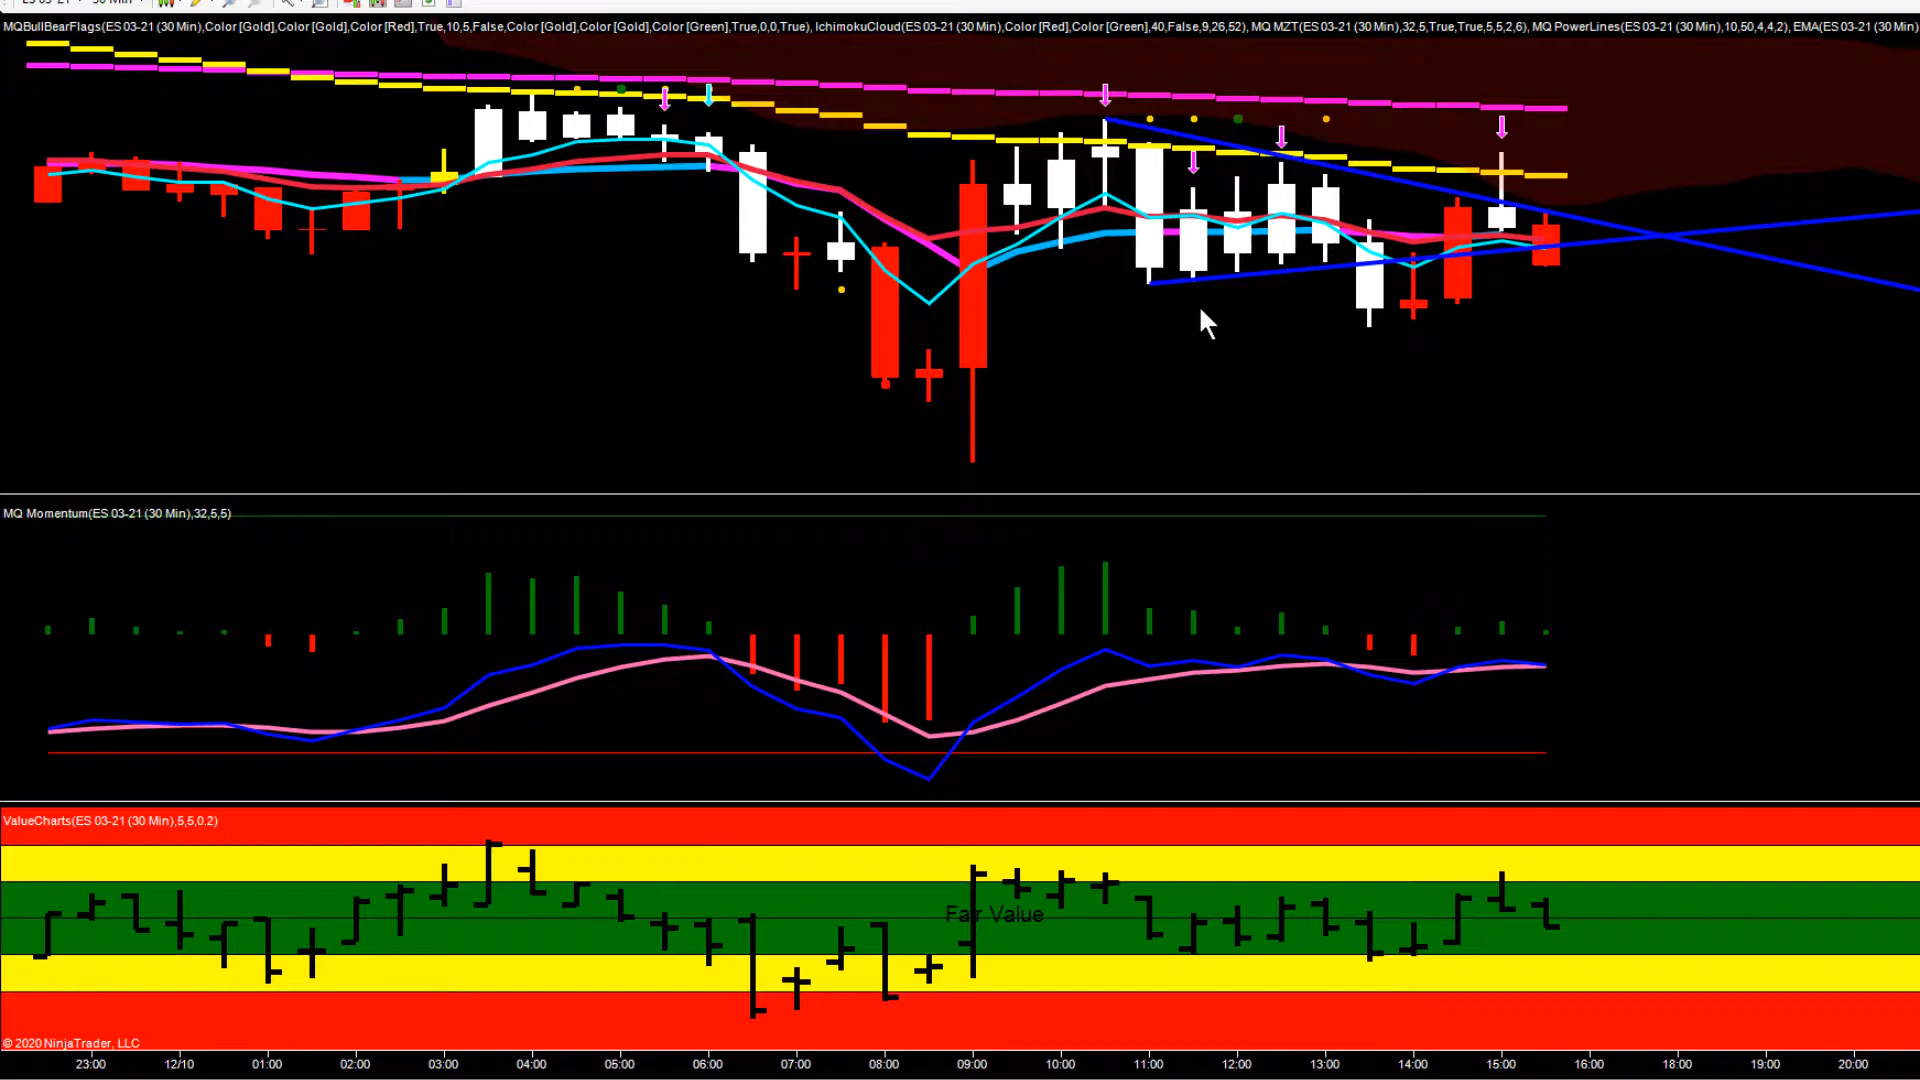 MQBullBearFlags(ES 03-21 (30 Min),Color [Gold],Color [Gold],Color [Red],True,10,5,False,Color [Gold],Color [Gold],Color [Green],True,0,0,True), IchimokuCloud(ES 03-21 (30 Min),Color [Red],Color [Green],40,False,9,26,52), MQ MZT(ES 03-21 (30 Min),32,5,True,True,5,5,2,6), MQ PowerLines(ES 03-21 (30 Min),10,50,4,4,2), EMA(ES 03-21 (30 Min)
MQ Momentum(ES 03-21 (30 Min),32,5,5)
ValueCharts(ES 03-21 (30 Min),5,5,0.2)
Fair Value
© 2020 NinjaTrader, LLC
23:00 12/10 01:00 02:00 03:00 04:00 05:00 06:00 07:00 08:00 09:00 10:00 11:00 12:00 13:00 14:00 15:00 16:00 17:00 18:00 19:00 20:00